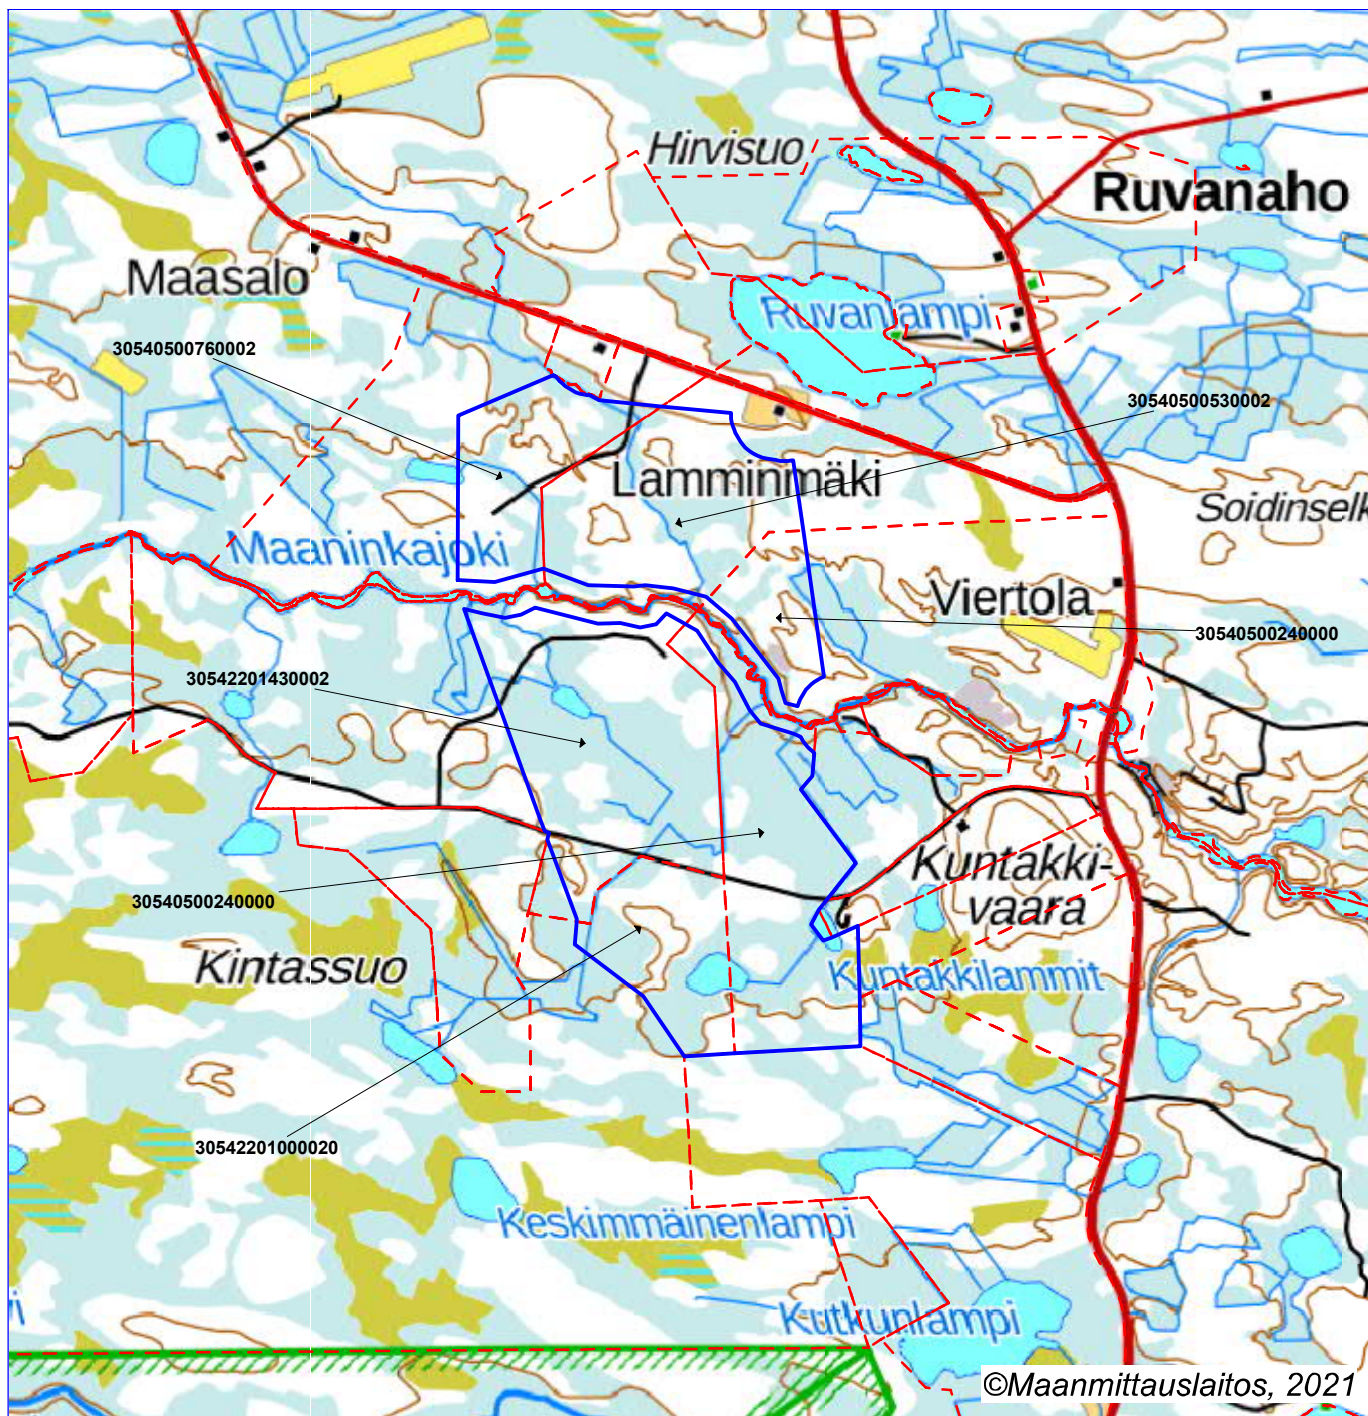 Hirvisuo
Ruvanaho
Maasalo
Ruvanlampi
30540500760002
30540500530002
Lamminmäki
Soidinselk
Maaninkajoki
Viertola
30540500240000
30542201430002
Kuntakki-
vaara
30540500240000
Kintassuo
Kuntakkilammit
30542201000020
Keskimmäinenlampi
Kutkunlampi
©Maanmittauslaitos, 2021